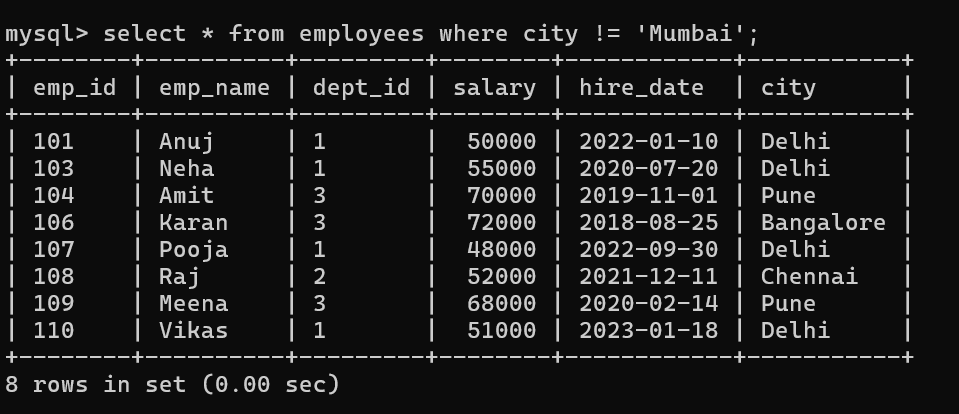 mysql> select * from employees where city != 'Mumbai';
+--------+----------+---------+--------+------------+-----------+
| emp_id | emp_name | dept_id | salary | hire_date  | city      |
+--------+----------+---------+--------+------------+-----------+
| 101    | Anuj     | 1       |  50000 | 2022-01-10 | Delhi     |
| 103    | Neha     | 1       |  55000 | 2020-07-20 | Delhi     |
| 104    | Amit     | 3       |  70000 | 2019-11-01 | Pune      |
| 106    | Karan    | 3       |  72000 | 2018-08-25 | Bangalore |
| 107    | Pooja    | 1       |  48000 | 2022-09-30 | Delhi     |
| 108    | Raj      | 2       |  52000 | 2021-12-11 | Chennai   |
| 109    | Meena    | 3       |  68000 | 2020-02-14 | Pune      |
| 110    | Vikas    | 1       |  51000 | 2023-01-18 | Delhi     |
+--------+----------+---------+--------+------------+-----------+
8 rows in set (0.00 sec)